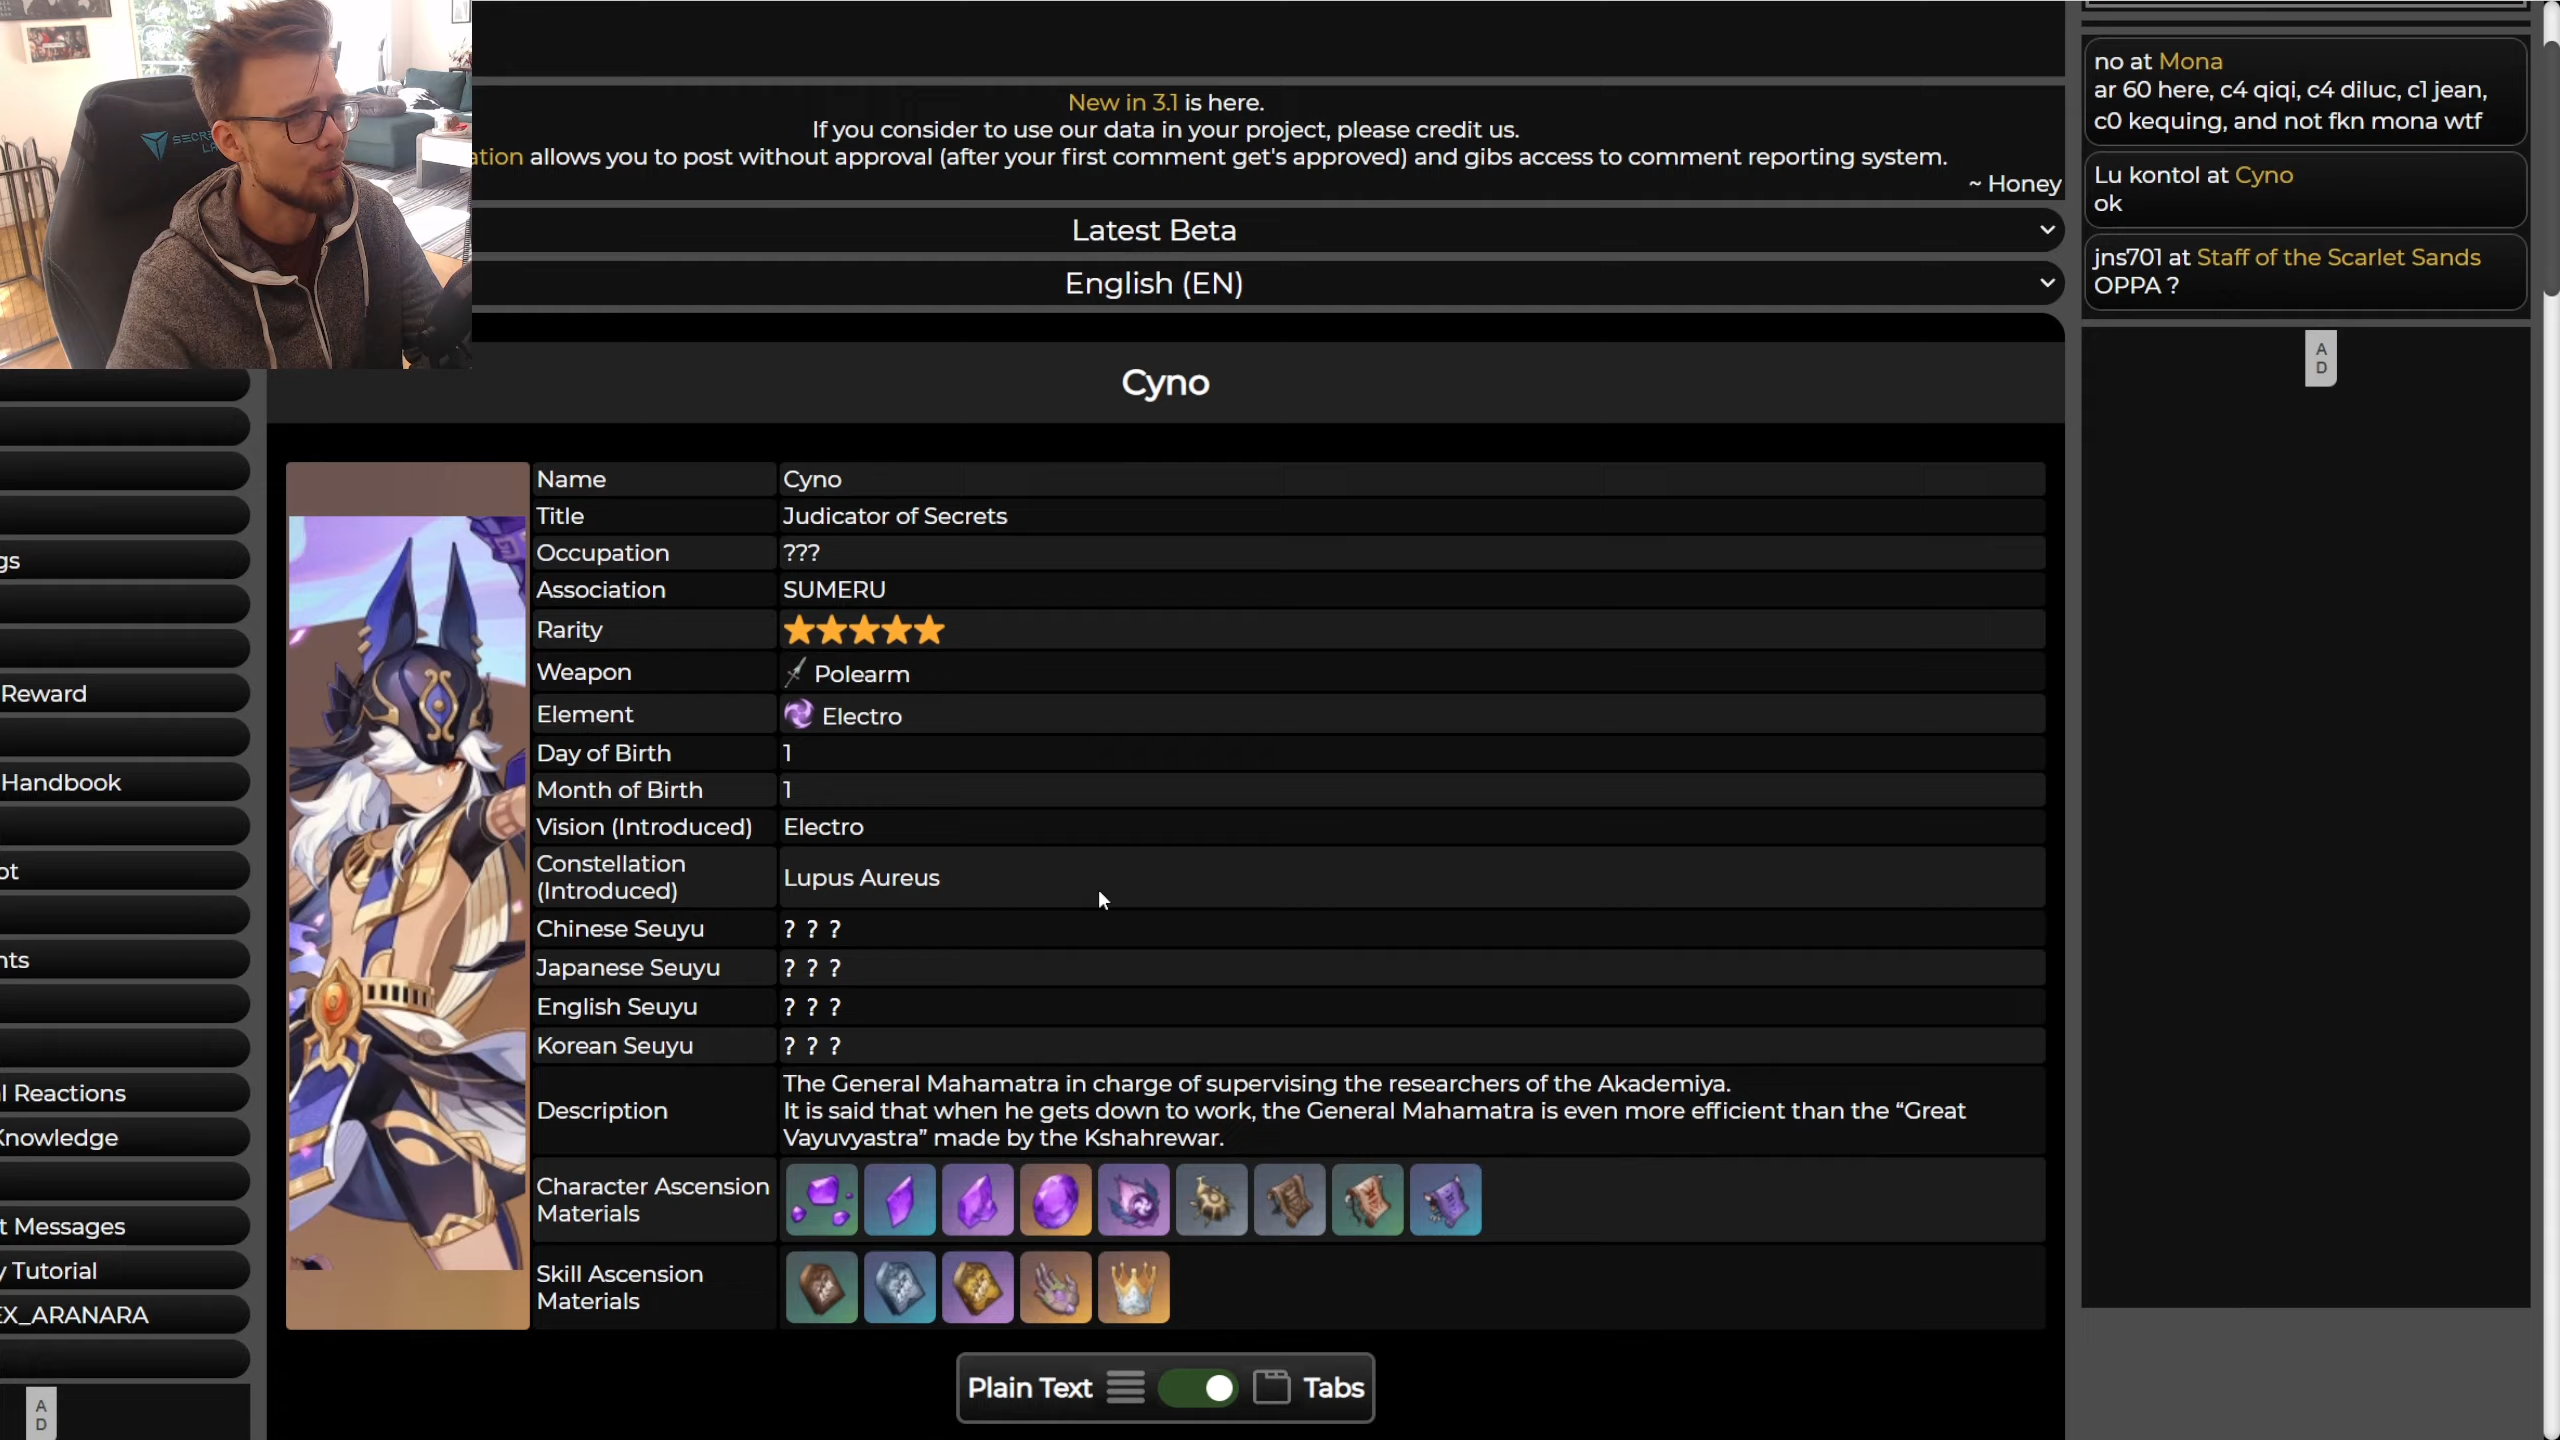 New in 3.1 is here.
If you consider to use our data in your project, please credit us.
ation allows you to post without approval (after your first comment get's approved) and gibs access to comment reporting system.
~ Honey
Latest Beta
English (EN)
Cyno
Name Cyno
Title Judicator of Secrets
Occupation ???
Association SUMERU
Rarity
Weapon Polearm
Element Electro
Day of Birth 1
Month of Birth 1
Vision (Introduced) Electro
Constellation
(Introduced)
Lupus Aureus
Chinese Seuyu ? ? ?
Japanese Seuyu ? ? ?
English Seuyu ? ? ?
Korean Seuyu ? ? ?
Description
The General Mahamatra in charge of supervising the researchers of the Akademiya.
It is said that when he gets down to work, the General Mahamatra is even more efficient than the “Great
Vayuvyastra” made by the Kshahrewar.
Character Ascension
Materials
Skill Ascension
Materials
Plain Text Tabs
gs
Reward
Handbook
ot
nts
l Reactions
Knowledge
t Messages
y Tutorial
EX_ARANARA
A
D
no at Mona
ar 60 here, c4 qiqi, c4 diluc, c1 jean,
c0 kequing, and not fkn mona wtf
Lu kontol at Cyno
ok
jns701 at Staff of the Scarlet Sands
OPPA ?
A
D